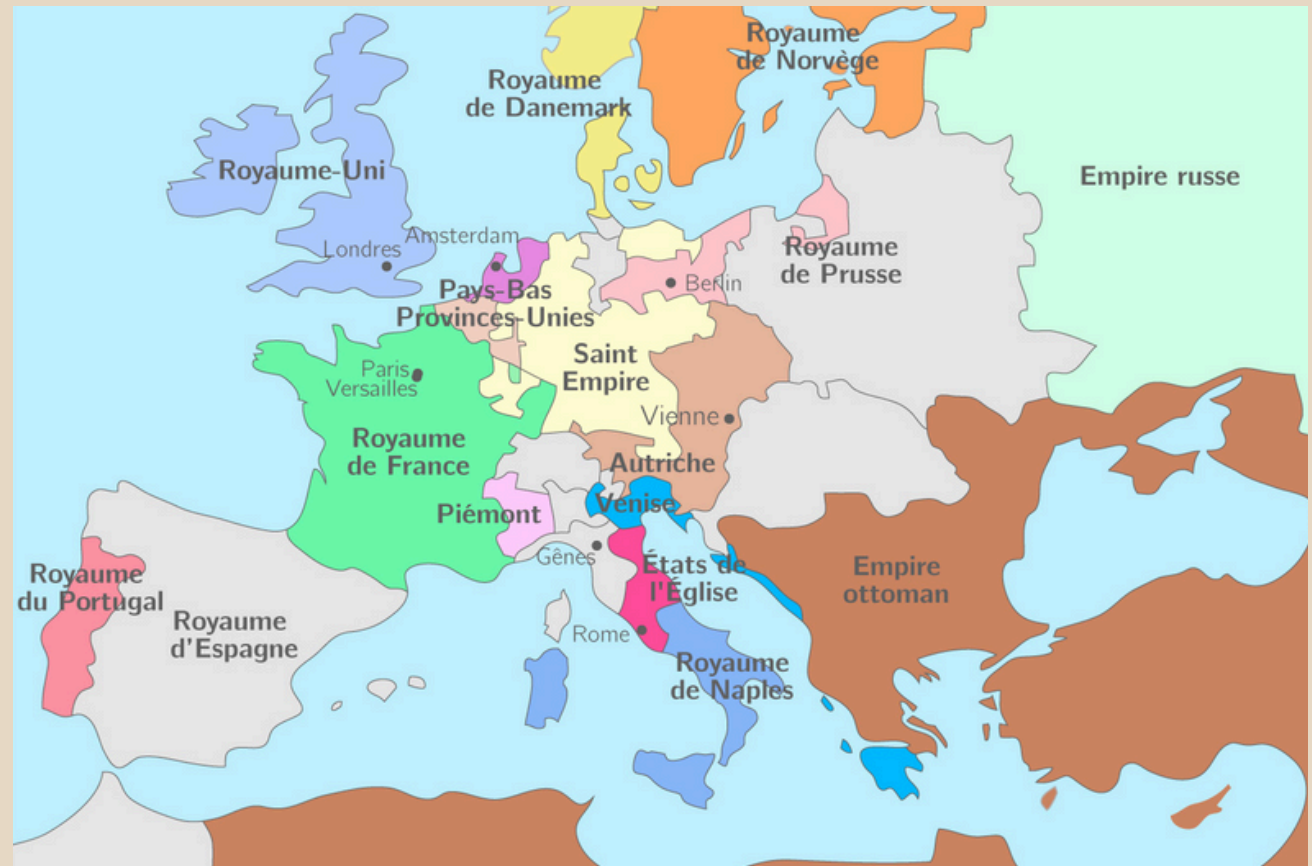 Royaume
de Norvège
Royaume
de Danemark
Royaume-Uni
Empire russe
Amsterdam
Londres
Royaume
de Prusse
Berlin
Pays-Bas
Provinces-Unies
Saint
Empire
Paris
Versailles
Vienne
Royaume
de France
Autriche
Venise
Piémont
Gênes
États de
l'Église
Empire
ottoman
Royaume
du Portugal
Royaume
d'Espagne
Rome
Royaume
de Naples